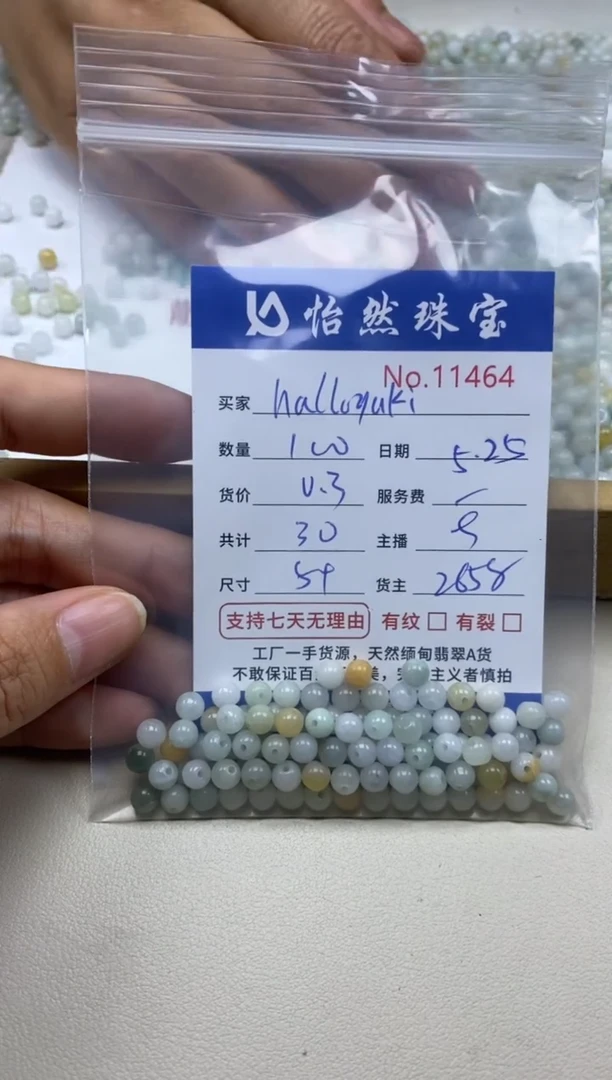 怡然珠宝
No.11464
买家 halloyuki
数量 100 日期 5.25
货价 0.3 服务费
共计 30 主播
尺寸 货主 2658
支持七天无理由 有纹 有裂
工厂一手货源，天然缅甸翡翠A货
不敢保证百 美，完 主义者慎拍